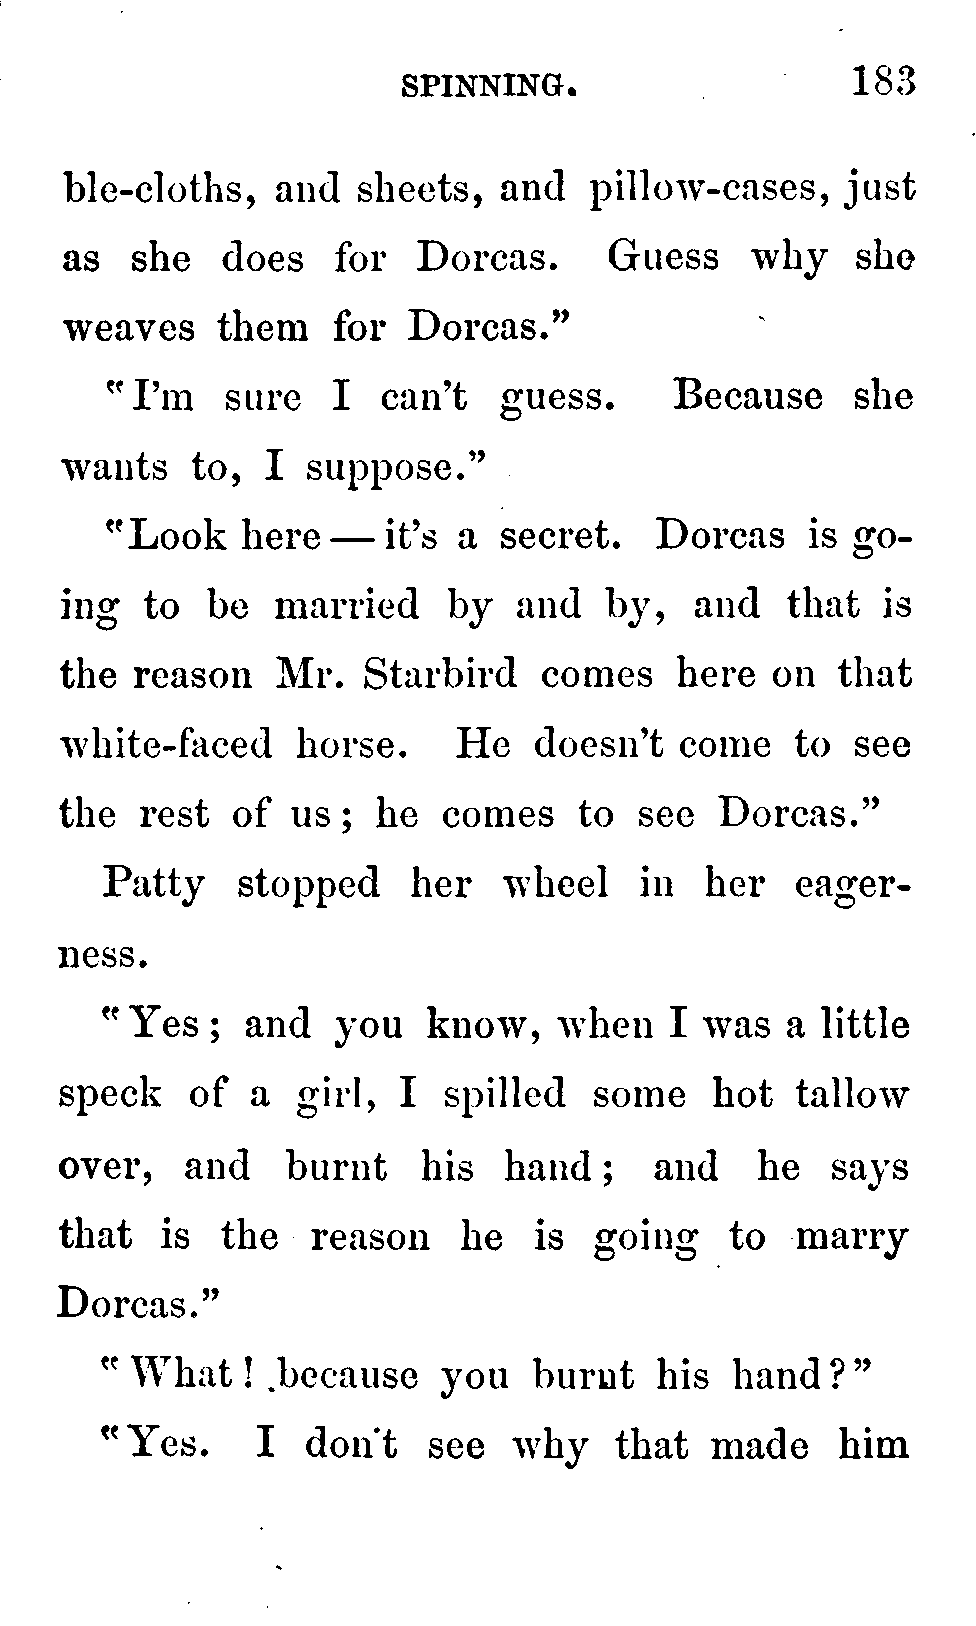 SPINNING. 183
ble-cloths, and sheets, and pillow-cases, just
as she does for Dorcas. Guess why she
weaves them for Dorcas."
"I'm sure I can't guess. Because she
wants to, I suppose."
"Look here — it's a secret. Dorcas is go-
ing to be married by and by, and that is
the reason Mr. Starbird comes here on that
white-faced horse. He doesn't come to see
the rest of us; he comes to see Dorcas."
Patty stopped her wheel in her eager-
ness.
"Yes; and you know, when I was a little
speck of a girl, I spilled some hot tallow
over, and burnt his hand; and he says
that is the reason he is going to marry
Dorcas."
"What! because you burnt his hand?"
"Yes. I don't see why that made him